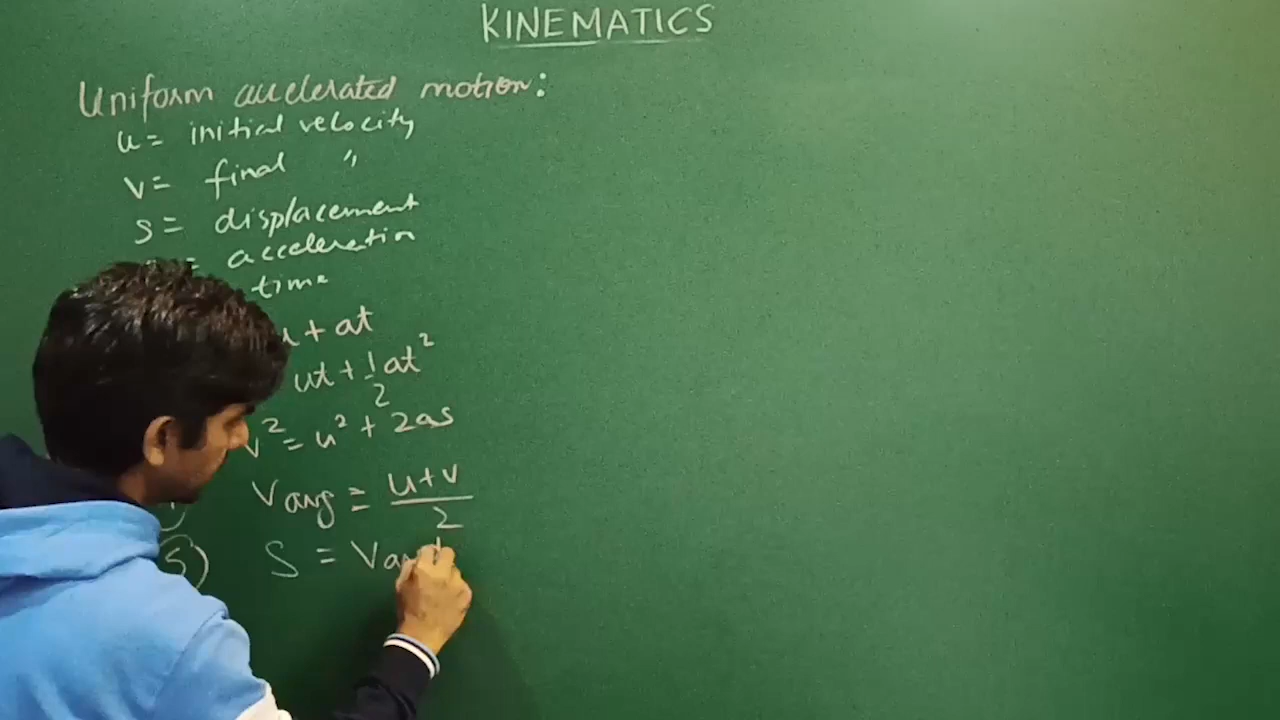 KINEMATICS
Uniform accelerated motion:
u = initial velocity
v = final "
s = displacement
= acceleration
time
+ at
ut + 1/2 at²
v² = u² + 2as
Vavg = u+v/2
5) S = Va